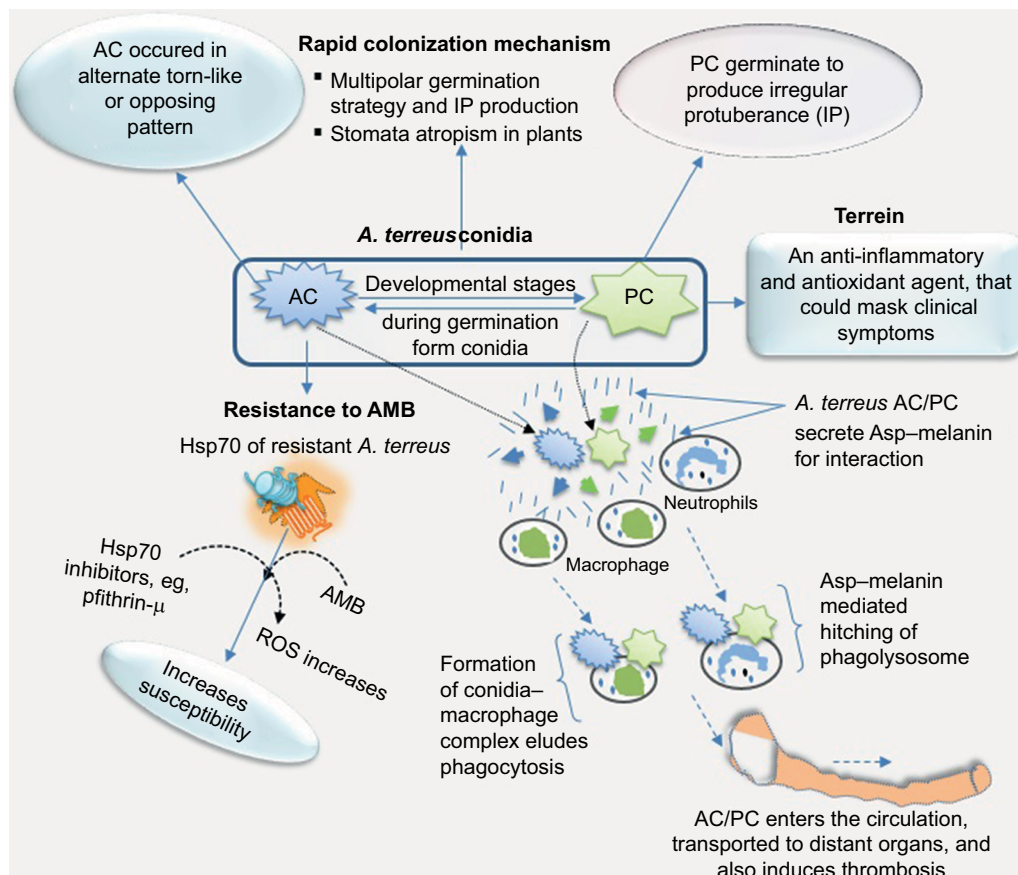 AC occured in
alternate torn-like
or opposing
pattern
Rapid colonization mechanism
▪ Multipolar germination
strategy and IP production
▪ Stomata atropism in plants
PC germinate to
produce irregular
protuberance (IP)
A. terreus conidia
AC
Developmental stages
during germination
form conidia
PC
Terrein
An anti-inflammatory
and antioxidant agent, that
could mask clinical
symptoms
Resistance to AMB
Hsp70 of resistant A. terreus
Hsp70
inhibitors, eg,
pfithrin-μ
AMB
ROS increases
Increases
susceptibility
A. terreus AC/PC
secrete Asp–melanin
for interaction
Neutrophils
Macrophage
Formation
of conidia–
macrophage
complex eludes
phagocytosis
Asp–melanin
mediated
hitching of
phagolysosome
AC/PC enters the circulation,
transported to distant organs, and
also induces thrombosis